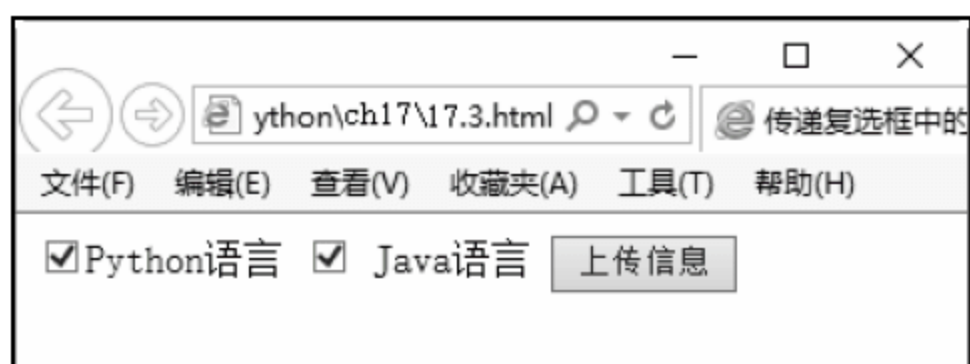 ython\ch17\17.3.html 传递复选框中的
文件(F) 编辑(E) 查看(V) 收藏夹(A) 工具(T) 帮助(H)
Python语言 Java语言 上传信息